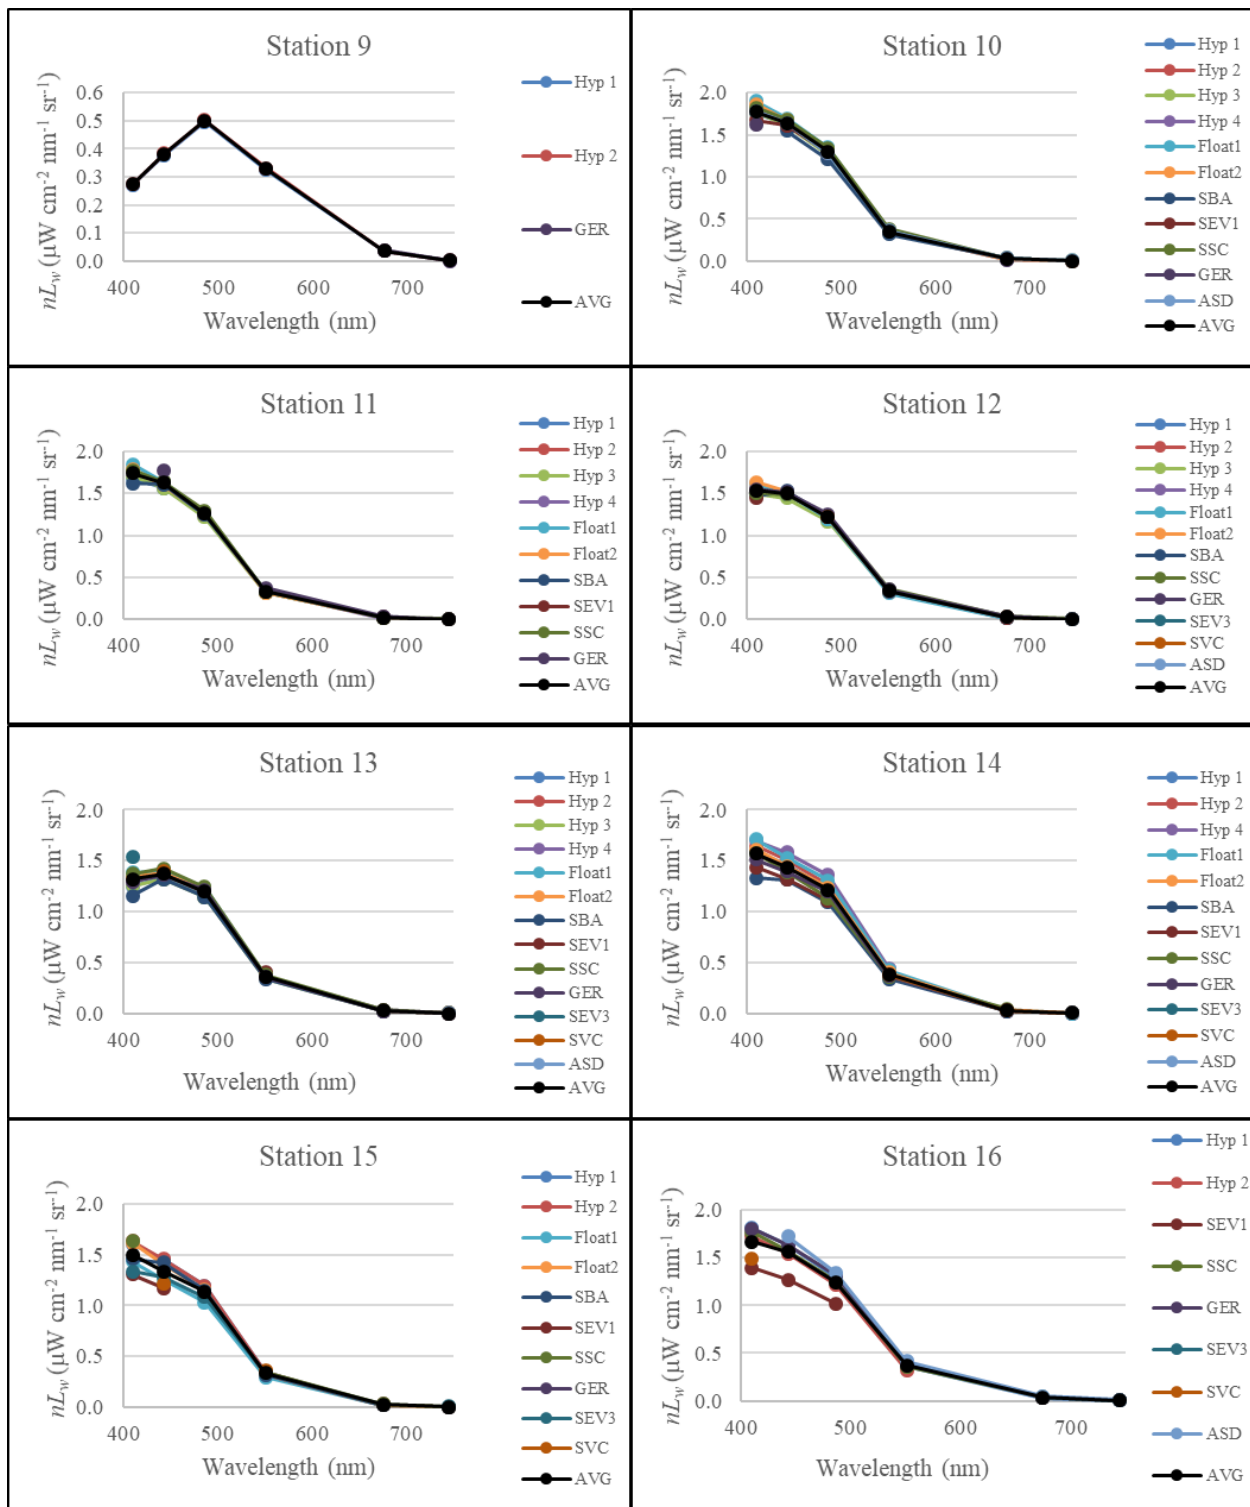 Station 9
nLw (µW cm-2 nm-1 sr-1)
0.6
0.5
0.4
0.3
0.2
0.1
0.0
400 500 600 700
Wavelength (nm)
Hyp 1
Hyp 2
GER
AVG
Station 10
nLw (µW cm-2 nm-1 sr-1)
2.0
1.5
1.0
0.5
0.0
400 500 600 700
Wavelength (nm)
Hyp 1
Hyp 2
Hyp 3
Hyp 4
Float1
Float2
SBA
SEV1
SSC
GER
ASD
AVG
Station 11
nLw (µW cm-2 nm-1 sr-1)
2.0
1.5
1.0
0.5
0.0
400 500 600 700
Wavelength (nm)
Hyp 1
Hyp 2
Hyp 3
Hyp 4
Float1
Float2
SBA
SEV1
SSC
GER
AVG
Station 12
nLw (µW cm-2 nm-1 sr-1)
2.0
1.5
1.0
0.5
0.0
400 500 600 700
Wavelength (nm)
Hyp 1
Hyp 2
Hyp 3
Hyp 4
Float1
Float2
SBA
SSC
GER
SEV3
SVC
ASD
AVG
Station 13
nLw (µW cm-2 nm-1 sr-1)
2.0
1.5
1.0
0.5
0.0
400 500 600 700
Wavelength (nm)
Hyp 1
Hyp 2
Hyp 3
Hyp 4
Float1
Float2
SBA
SEV1
SSC
GER
SEV3
SVC
ASD
AVG
Station 14
nLw (µW cm-2 nm-1 sr-1)
2.0
1.5
1.0
0.5
0.0
400 500 600 700
Wavelength (nm)
Hyp 1
Hyp 2
Hyp 4
Float1
Float2
SBA
SEV1
SSC
GER
SEV3
SVC
ASD
AVG
Station 15
nLw (µW cm-2 nm-1 sr-1)
2.0
1.5
1.0
0.5
0.0
400 500 600 700
Wavelength (nm)
Hyp 1
Hyp 2
Float1
Float2
SBA
SEV1
SSC
GER
SEV3
SVC
AVG
Station 16
nLw (µW cm-2 nm-1 sr-1)
2.0
1.5
1.0
0.5
0.0
400 500 600 700
Wavelength (nm)
Hyp 1
Hyp 2
SEV1
SSC
GER
SEV3
SVC
ASD
AVG